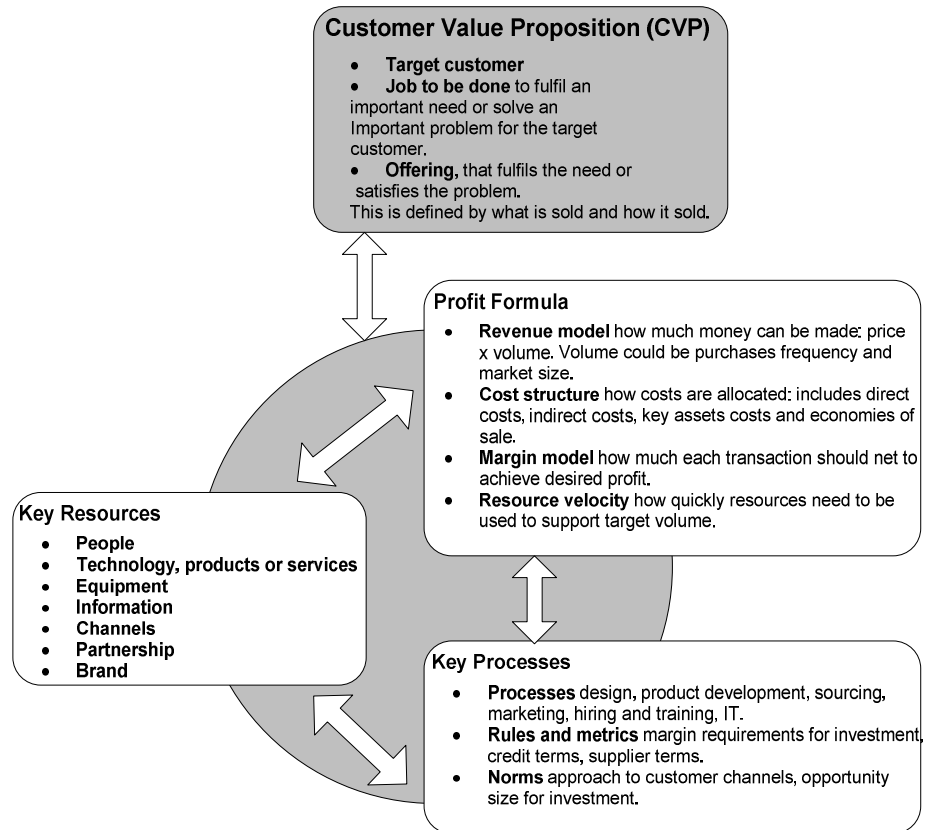 Customer Value Proposition (CVP)
• Target customer
• Job to be done to fulfil an
important need or solve an
Important problem for the target
customer.
• Offering, that fulfils the need or
satisfies the problem.
This is defined by what is sold and how it sold.
Profit Formula
• Revenue model how much money can be made: price
x volume. Volume could be purchases frequency and
market size.
• Cost structure how costs are allocated: includes direct
costs, indirect costs, key assets costs and economies of
sale.
• Margin model how much each transaction should net to
achieve desired profit.
• Resource velocity how quickly resources need to be
used to support target volume.
Key Resources
• People
• Technology, products or services
• Equipment
• Information
• Channels
• Partnership
• Brand
Key Processes
• Processes design, product development, sourcing,
marketing, hiring and training, IT.
• Rules and metrics margin requirements for investment,
credit terms, supplier terms.
• Norms approach to customer channels, opportunity
size for investment.